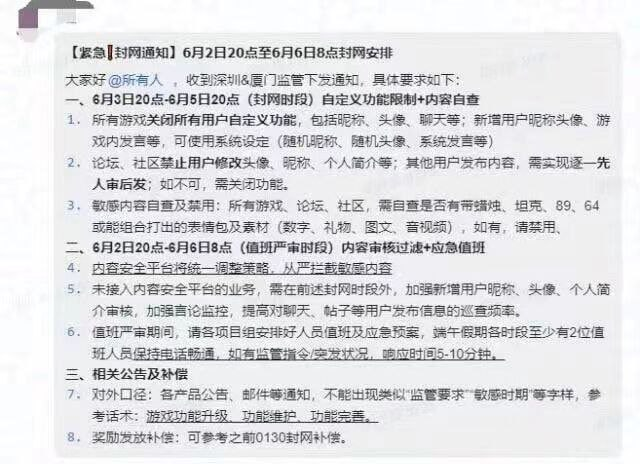 【紧急❗封网通知】6月2日20点至6月6日8点封网安排
大家好 @所有人 ，收到深圳&厦门监管下发通知，具体要求如下：
一、6月3日20点-6月5日20点（封网时段）自定义功能限制+内容自查
1. 所有游戏关闭所有用户自定义功能，包括昵称、头像、聊天等；新增用户昵称头像、游
戏内发言等，可使用系统设定（随机昵称、随机头像、系统发言等）
2. 论坛、社区禁止用户修改头像、昵称、个人简介等；其他用户发布内容，需实现逐一先
人审后发；如不可，需关闭功能。
3. 敏感内容自查及禁用：所有游戏、论坛、社区，需自查是否有带蜡烛、坦克、89、64
或能组合打出的表情包及素材（数字、礼物、图文、音视频），如有，请禁用、
二、6月2日20点-6月6日8点（值班严审时段）内容审核过滤+应急值班
4. 内容安全平台将统一调整策略，从严拦截敏感内容
5. 未接入内容安全平台的业务，需在前述封网时段外，加强新增用户昵称、头像、个人简
介审核，加强言论监控，提高对聊天、帖子等用户发布信息的巡查频率。
6. 值班严审期间，请各项目组安排好人员值班及应急预案，端午假期各时段至少有2位值
班人员保持电话畅通，如有监管指令/突发状况，响应时间5-10分钟。
三、相关公告及补偿
7. 对外口径：各产品公告、邮件等通知，不能出现类似“监管要求”“敏感时期”等字样，参
考话术：游戏功能升级、功能维护、功能完善。
8. 奖励发放补偿：可参考之前0130封网补偿。